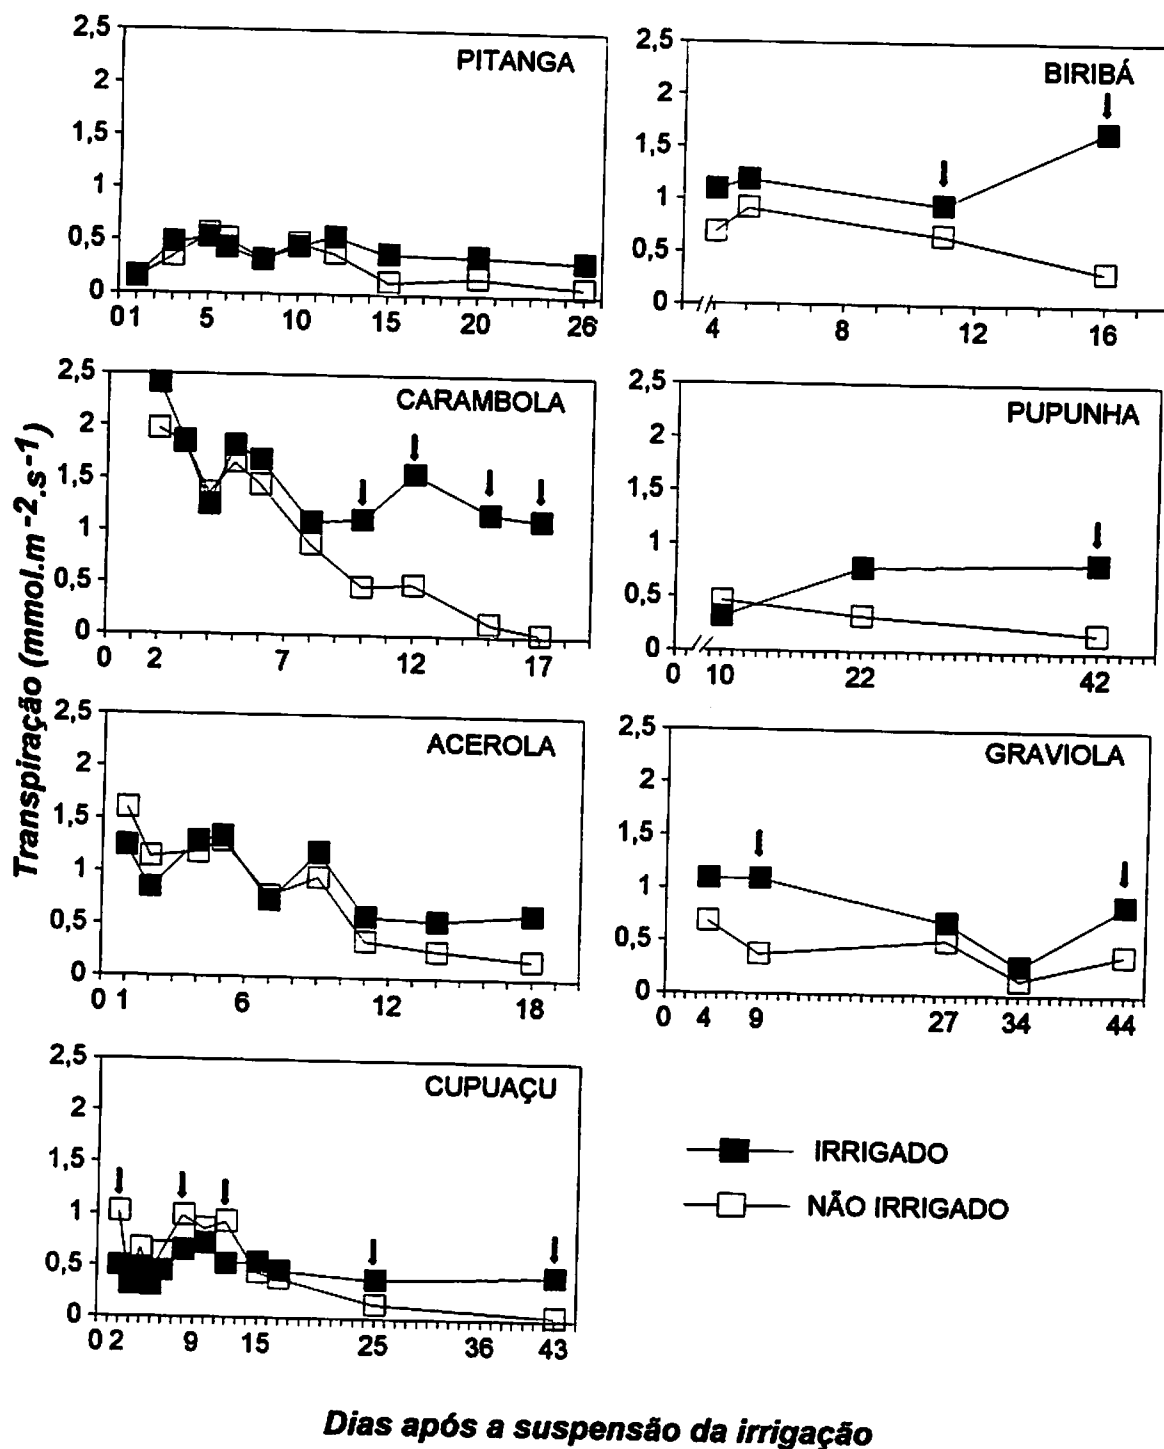 Transpiração (mmol.m-2.s-1)
PITANGA
2,5
2
1,5
1
0,5
0
01 5 10 15 20 26
BIRIBÁ
2,5
2
1,5
1
0,5
0
4 8 12 16
CARAMBOLA
2,5
2
1,5
1
0,5
0
0 2 7 12 17
PUPUNHA
2,5
2
1,5
1
0,5
0
0 10 22 42
ACEROLA
2,5
2
1,5
1
0,5
0
0 1 6 12 18
GRAVIOLA
2,5
2
1,5
1
0,5
0
0 4 9 27 34 44
CUPUAÇU
2,5
2
1,5
1
0,5
0
0 2 9 15 25 36 43
IRRIGADO
NÃO IRRIGADO
Dias após a suspensão da irrigação